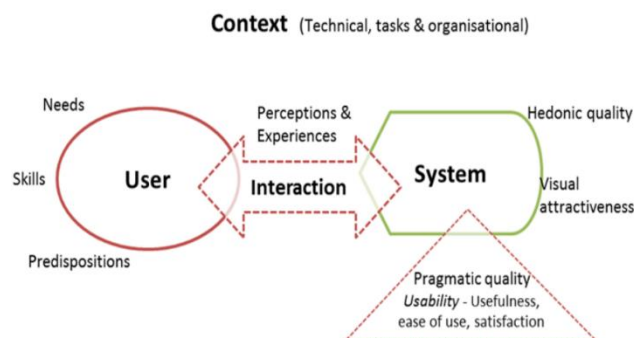 Context (Technical, tasks & organisational)
Needs
Perceptions &
Experiences
Hedonic quality
Skills
User
Interaction
System
Visual
attractiveness
Predispositions
Pragmatic quality
Usability - Usefulness,
ease of use, satisfaction